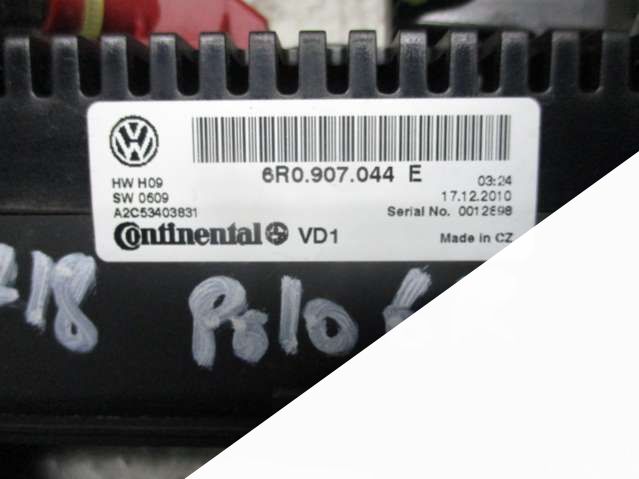 6R0.907.044 E
HW H09
03:24
SW 0609
17.12.2010
A2C53403831
Serial No. 0012698
Continental VD1
Made in CZ
18 Polo